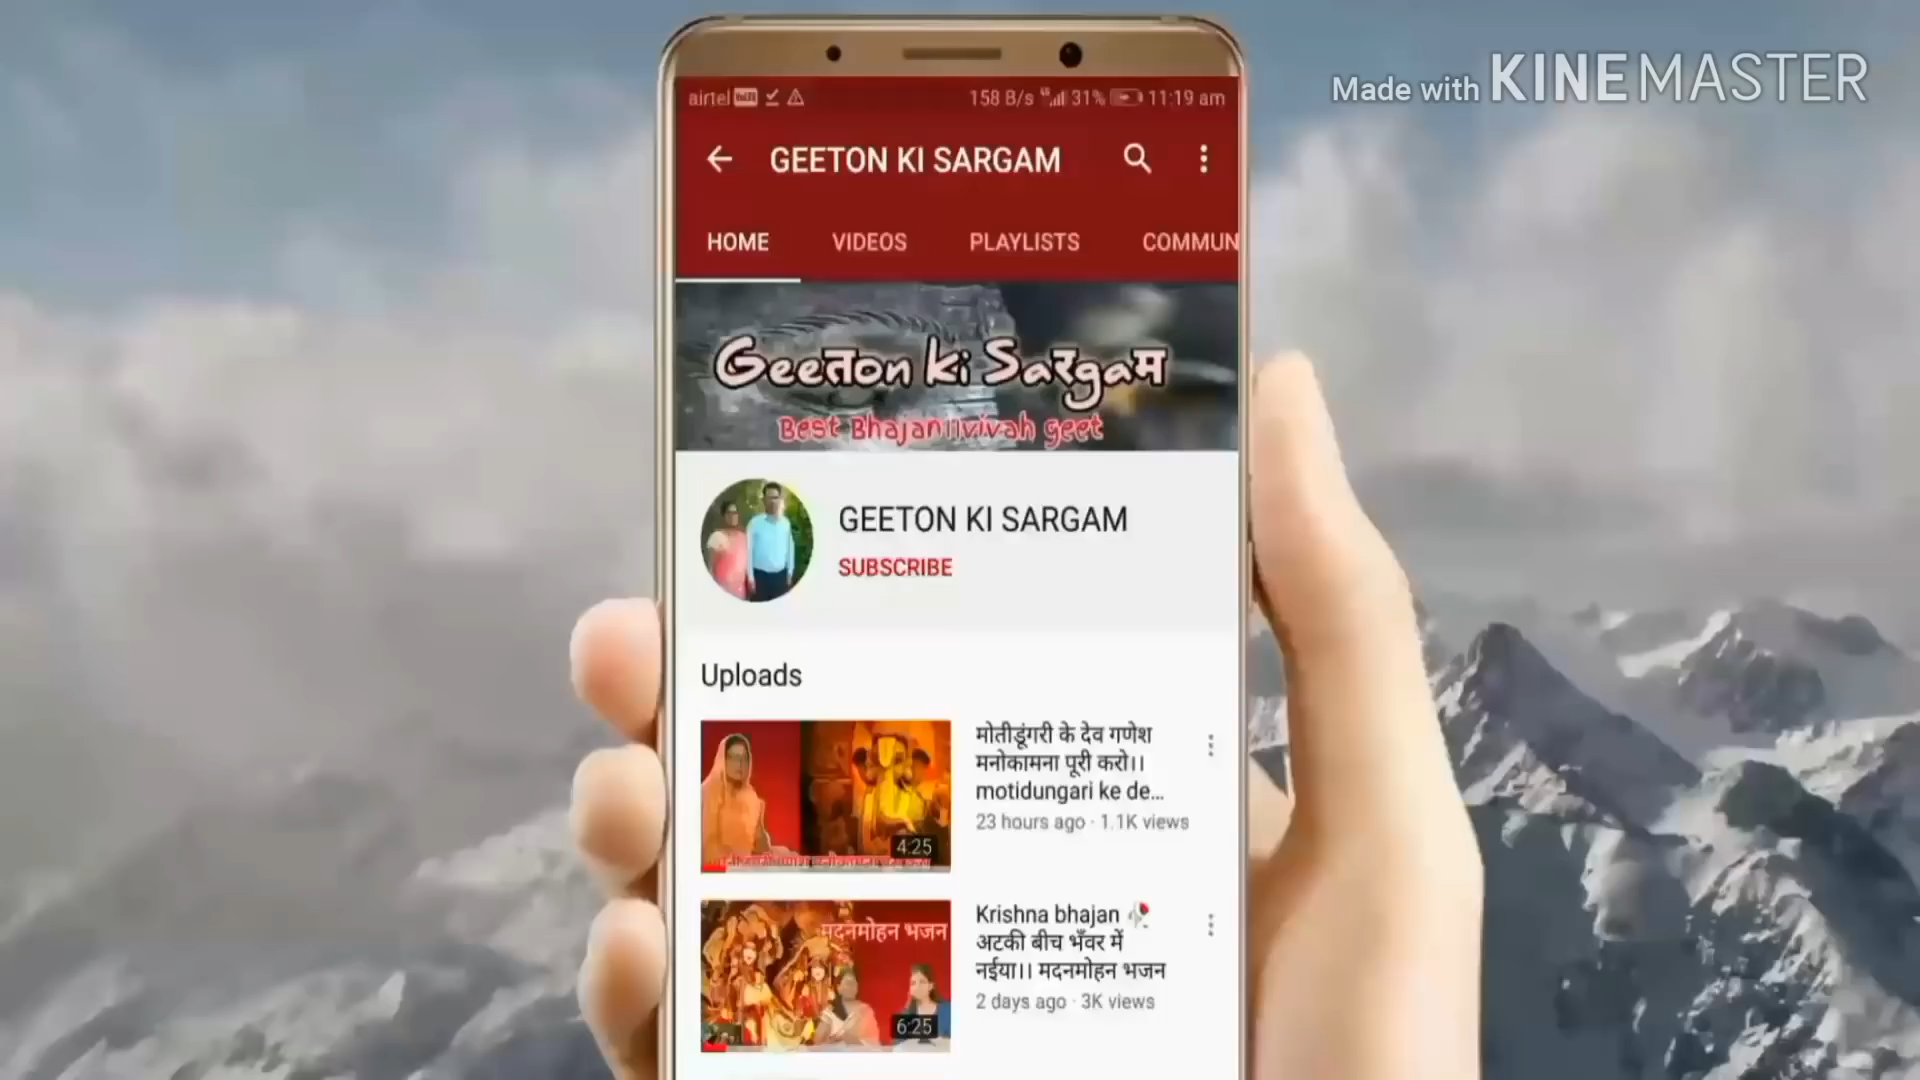 Made with KINEMASTER
airtel 158 B/s 31% 11:19 am
GEETON KI SARGAM
HOME VIDEOS PLAYLISTS COMMUN
Geeतon ki Saरgaम
Best Bhajan||vivah geet
GEETON KI SARGAM
SUBSCRIBE
Uploads
मोतीडूंगरी के देव गणेश
मनोकामना पूरी करो।।
motidungari ke de...
23 hours ago · 1.1K views
4:25
मदनमोहन भजन
Krishna bhajan 🥀
अटकी बीच भँवर में
नईया।। मदनमोहन भजन
2 days ago · 3K views
6:25